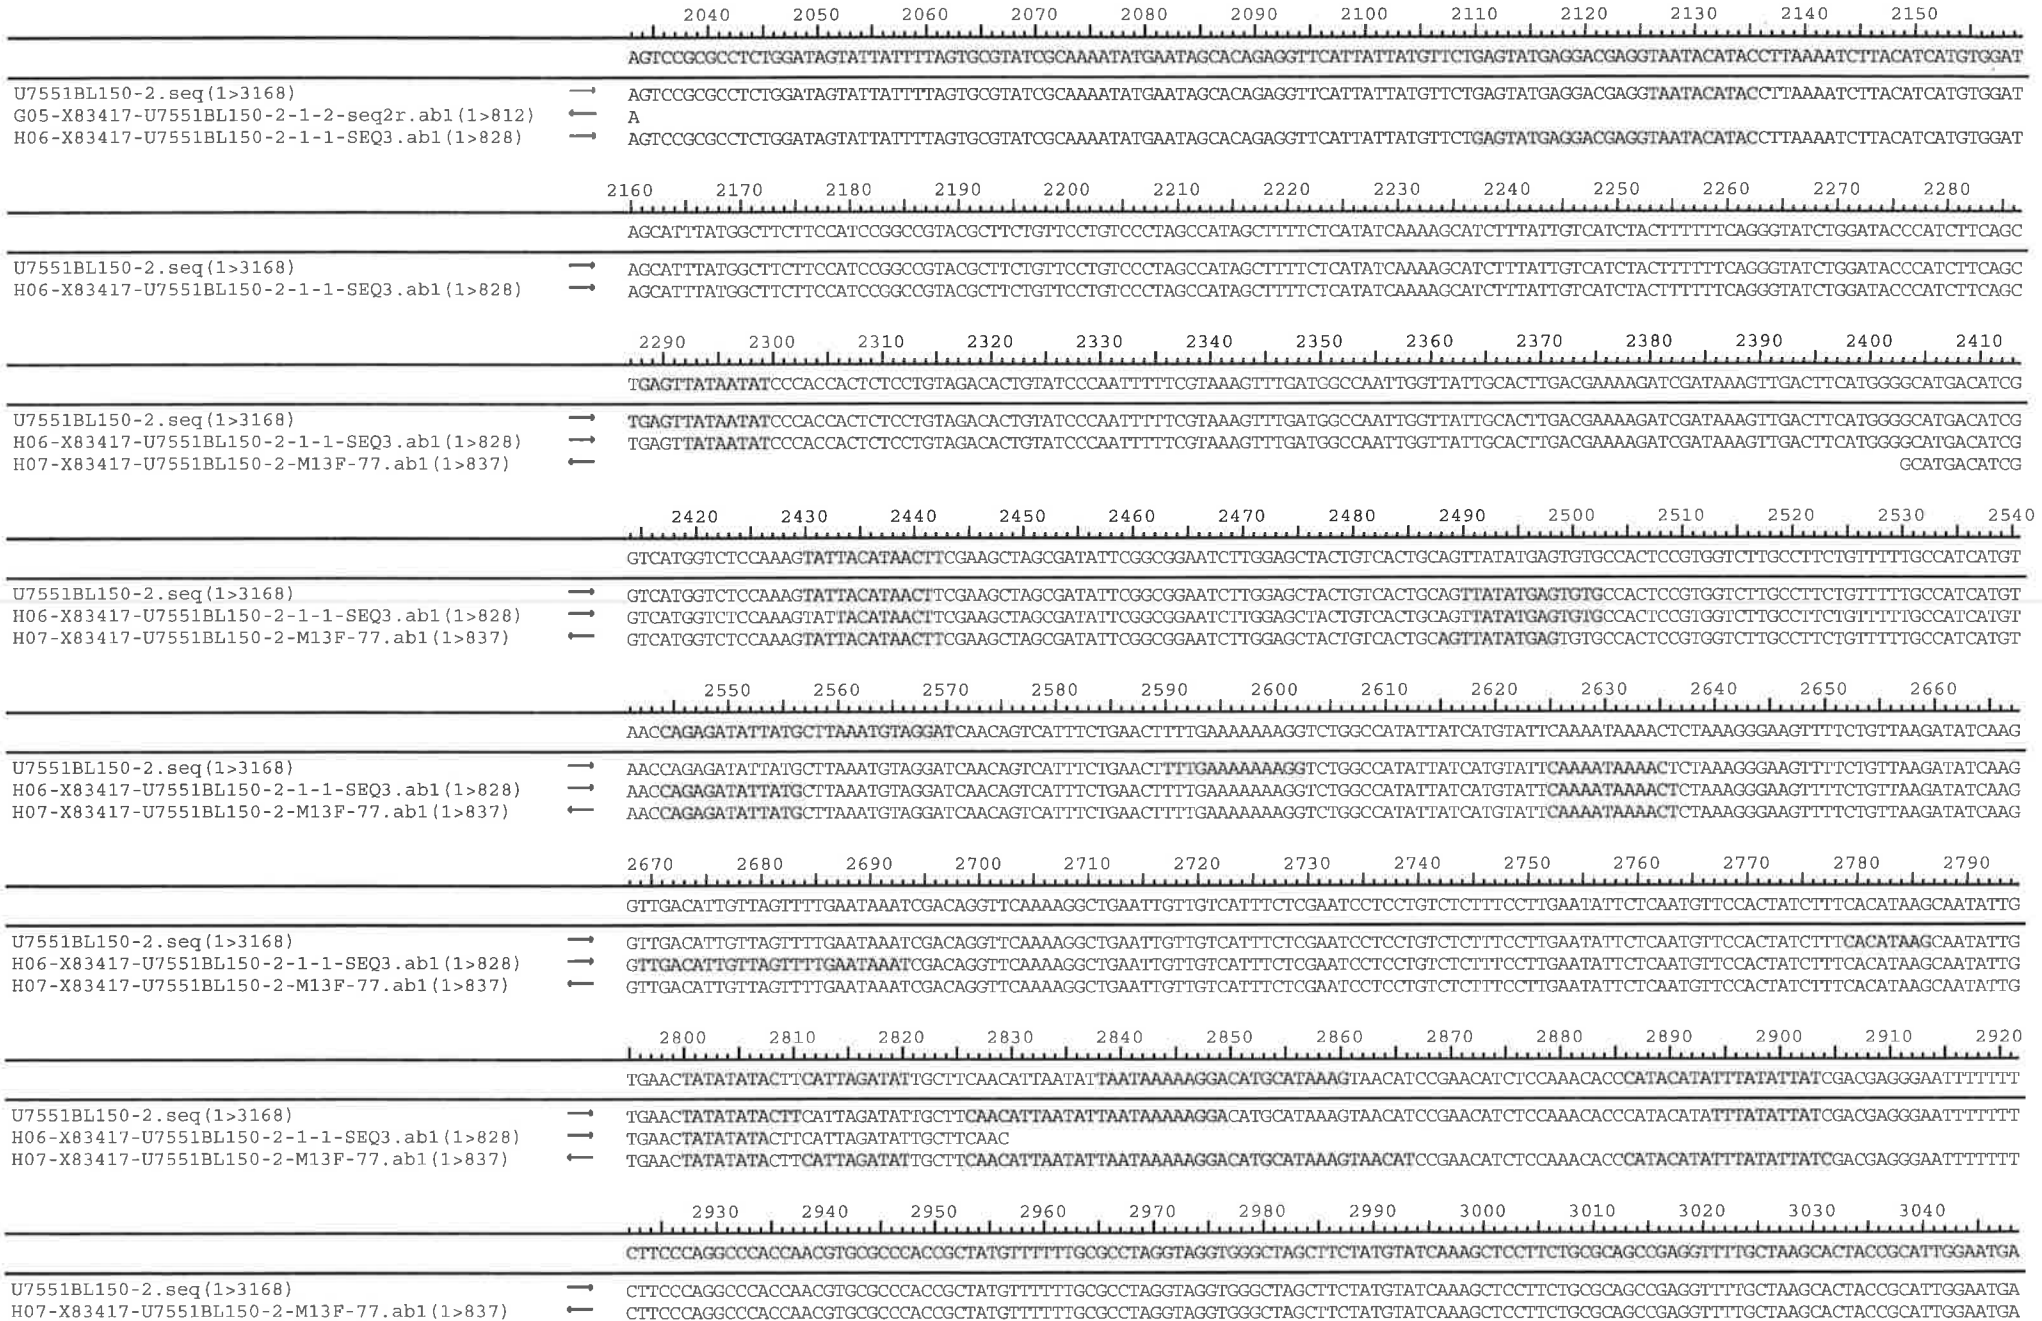 2040 2050 2060 2070 2080 2090 2100 2110 2120 2130 2140 2150
AGTCCGCGCCTCTGGATAGTATTATTTTAGTGCGTATCGCAAAATATGAATAGCACAGAGGTTCATTATTATGTTCTGAGTATGAGGACGAGGTAATACATACCTTAAAATCTTACATCATGTGGAT
U7551BL150-2.seq(1>3168) → AGTCCGCGCCTCTGGATAGTATTATTTTAGTGCGTATCGCAAAATATGAATAGCACAGAGGTTCATTATTATGTTCTGAGTATGAGGACGAGGTAATACATACCTTAAAATCTTACATCATGTGGAT
G05-X83417-U7551BL150-2-1-2-seq2r.ab1(1>812) ← A
H06-X83417-U7551BL150-2-1-1-SEQ3.ab1(1>828) → AGTCCGCGCCTCTGGATAGTATTATTTTAGTGCGTATCGCAAAATATGAATAGCACAGAGGTTCATTATTATGTTCTGAGTATGAGGACGAGGTAATACATACCTTAAAATCTTACATCATGTGGAT
2160 2170 2180 2190 2200 2210 2220 2230 2240 2250 2260 2270 2280
AGCATTTATGGCTTCTTCCATCCGGCCGTACGCTTCTGTTCCTGTCCCTAGCCATAGCTTTTCTCATATCAAAAGCATCTTTATTGTCATCTACTTTTTTCAGGGTATCTGGATACCCATCTTCAGC
U7551BL150-2.seq(1>3168) → AGCATTTATGGCTTCTTCCATCCGGCCGTACGCTTCTGTTCCTGTCCCTAGCCATAGCTTTTCTCATATCAAAAGCATCTTTATTGTCATCTACTTTTTTCAGGGTATCTGGATACCCATCTTCAGC
H06-X83417-U7551BL150-2-1-1-SEQ3.ab1(1>828) → AGCATTTATGGCTTCTTCCATCCGGCCGTACGCTTCTGTTCCTGTCCCTAGCCATAGCTTTTCTCATATCAAAAGCATCTTTATTGTCATCTACTTTTTTCAGGGTATCTGGATACCCATCTTCAGC
2290 2300 2310 2320 2330 2340 2350 2360 2370 2380 2390 2400 2410
TGAGTTATAATATCCCACCACTCTCCTGTAGACACTGTATCCCAATTTTTCGTAAAGTTTGATGGCCAATTGGTTATTGCACTTGACGAAAAGATCGATAAAGTTGACTTCATGGGGCATGACATCG
U7551BL150-2.seq(1>3168) → TGAGTTATAATATCCCACCACTCTCCTGTAGACACTGTATCCCAATTTTTCGTAAAGTTTGATGGCCAATTGGTTATTGCACTTGACGAAAAGATCGATAAAGTTGACTTCATGGGGCATGACATCG
H06-X83417-U7551BL150-2-1-1-SEQ3.ab1(1>828) → TGAGTTATAATATCCCACCACTCTCCTGTAGACACTGTATCCCAATTTTTCGTAAAGTTTGATGGCCAATTGGTTATTGCACTTGACGAAAAGATCGATAAAGTTGACTTCATGGGGCATGACATCG
H07-X83417-U7551BL150-2-M13F-77.ab1(1>837) ← GCATGACATCG
2420 2430 2440 2450 2460 2470 2480 2490 2500 2510 2520 2530 2540
GTCATGGTCTCCAAAGTATTACATAACTTCGAAGCTAGCGATATTCGGCGGAATCTTGGAGCTACTGTCACTGCAGTTATATGAGTGTGCCACTCCGTGGTCTTGCCTTCTGTTTTTGCCATCATGT
U7551BL150-2.seq(1>3168) → GTCATGGTCTCCAAAGTATTACATAACTTCGAAGCTAGCGATATTCGGCGGAATCTTGGAGCTACTGTCACTGCAGTTATATGAGTGTGCCACTCCGTGGTCTTGCCTTCTGTTTTTGCCATCATGT
H06-X83417-U7551BL150-2-1-1-SEQ3.ab1(1>828) → GTCATGGTCTCCAAAGTATTACATAACTTCGAAGCTAGCGATATTCGGCGGAATCTTGGAGCTACTGTCACTGCAGTTATATGAGTGTGCCACTCCGTGGTCTTGCCTTCTGTTTTTGCCATCATGT
H07-X83417-U7551BL150-2-M13F-77.ab1(1>837) ← GTCATGGTCTCCAAAGTATTACATAACTTCGAAGCTAGCGATATTCGGCGGAATCTTGGAGCTACTGTCACTGCAGTTATATGAGTGTGCCACTCCGTGGTCTTGCCTTCTGTTTTTGCCATCATGT
2550 2560 2570 2580 2590 2600 2610 2620 2630 2640 2650 2660
AACCAGAGATATTATGCTTAAATGTAGGATCAACAGTCATTTCTGAACTTTTGAAAAAAAGGTCTGGCCATATTATCATGTATTCAAAATAAAACTCTAAAGGGAAGTTTTCTGTTAAGATATCAAG
U7551BL150-2.seq(1>3168) → AACCAGAGATATTATGCTTAAATGTAGGATCAACAGTCATTTCTGAACTTTTGAAAAAAAGGTCTGGCCATATTATCATGTATTCAAAATAAAACTCTAAAGGGAAGTTTTCTGTTAAGATATCAAG
H06-X83417-U7551BL150-2-1-1-SEQ3.ab1(1>828) → AACCAGAGATATTATGCTTAAATGTAGGATCAACAGTCATTTCTGAACTTTTGAAAAAAAGGTCTGGCCATATTATCATGTATTCAAAATAAAACTCTAAAGGGAAGTTTTCTGTTAAGATATCAAG
H07-X83417-U7551BL150-2-M13F-77.ab1(1>837) ← AACCAGAGATATTATGCTTAAATGTAGGATCAACAGTCATTTCTGAACTTTTGAAAAAAAGGTCTGGCCATATTATCATGTATTCAAAATAAAACTCTAAAGGGAAGTTTTCTGTTAAGATATCAAG
2670 2680 2690 2700 2710 2720 2730 2740 2750 2760 2770 2780 2790
GTTGACATTGTTAGTTTTGAATAAATCGACAGGTTCAAAAGGCTGAATTGTTGTCATTTCTCGAATCCTCCTGTCTCTTTCCTTGAATATTCTCAATGTTCCACTATCTTTCACATAAGCAATATTG
U7551BL150-2.seq(1>3168) → GTTGACATTGTTAGTTTTGAATAAATCGACAGGTTCAAAAGGCTGAATTGTTGTCATTTCTCGAATCCTCCTGTCTCTTTCCTTGAATATTCTCAATGTTCCACTATCTTTCACATAAGCAATATTG
H06-X83417-U7551BL150-2-1-1-SEQ3.ab1(1>828) → GTTGACATTGTTAGTTTTGAATAAATCGACAGGTTCAAAAGGCTGAATTGTTGTCATTTCTCGAATCCTCCTGTCTCTTTCCTTGAATATTCTCAATGTTCCACTATCTTTCACATAAGCAATATTG
H07-X83417-U7551BL150-2-M13F-77.ab1(1>837) ← GTTGACATTGTTAGTTTTGAATAAATCGACAGGTTCAAAAGGCTGAATTGTTGTCATTTCTCGAATCCTCCTGTCTCTTTCCTTGAATATTCTCAATGTTCCACTATCTTTCACATAAGCAATATTG
2800 2810 2820 2830 2840 2850 2860 2870 2880 2890 2900 2910 2920
TGAACTATATATACTTCATTAGATATTGCTTCAACATTAATATTAATAAAAAGGACATGCATAAAGTAACATCCGAACATCTCCAAACACCCATACATATTTATATTATCGACGAGGGAATTTTTTT
U7551BL150-2.seq(1>3168) → TGAACTATATATACTTCATTAGATATTGCTTCAACATTAATATTAATAAAAAGGACATGCATAAAGTAACATCCGAACATCTCCAAACACCCATACATATTTATATTATCGACGAGGGAATTTTTTT
H06-X83417-U7551BL150-2-1-1-SEQ3.ab1(1>828) → TGAACTATATATACTTCATTAGATATTGCTTCAAC
H07-X83417-U7551BL150-2-M13F-77.ab1(1>837) ← TGAACTATATATACTTCATTAGATATTGCTTCAACATTAATATTAATAAAAAGGACATGCATAAAGTAACATCCGAACATCTCCAAACACCCATACATATTTATATTATCGACGAGGGAATTTTTTT
2930 2940 2950 2960 2970 2980 2990 3000 3010 3020 3030 3040
CTTCCCAGGCCCACCAACGTGCGCCCACCGCTATGTTTTTTGCGCCTAGGTAGGTGGGCTAGCTTCTATGTATCAAAGCTCCTTCTGCGCAGCCGAGGTTTTGCTAAGCACTACCGCATTGGAATGA
U7551BL150-2.seq(1>3168) → CTTCCCAGGCCCACCAACGTGCGCCCACCGCTATGTTTTTTGCGCCTAGGTAGGTGGGCTAGCTTCTATGTATCAAAGCTCCTTCTGCGCAGCCGAGGTTTTGCTAAGCACTACCGCATTGGAATGA
H07-X83417-U7551BL150-2-M13F-77.ab1(1>837) ← CTTCCCAGGCCCACCAACGTGCGCCCACCGCTATGTTTTTTGCGCCTAGGTAGGTGGGCTAGCTTCTATGTATCAAAGCTCCTTCTGCGCAGCCGAGGTTTTGCTAAGCACTACCGCATTGGAATGA